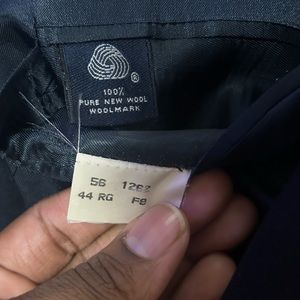 ®
100%
PURE NEW WOOL
WOOLMARK
56 1262
44 RG F8